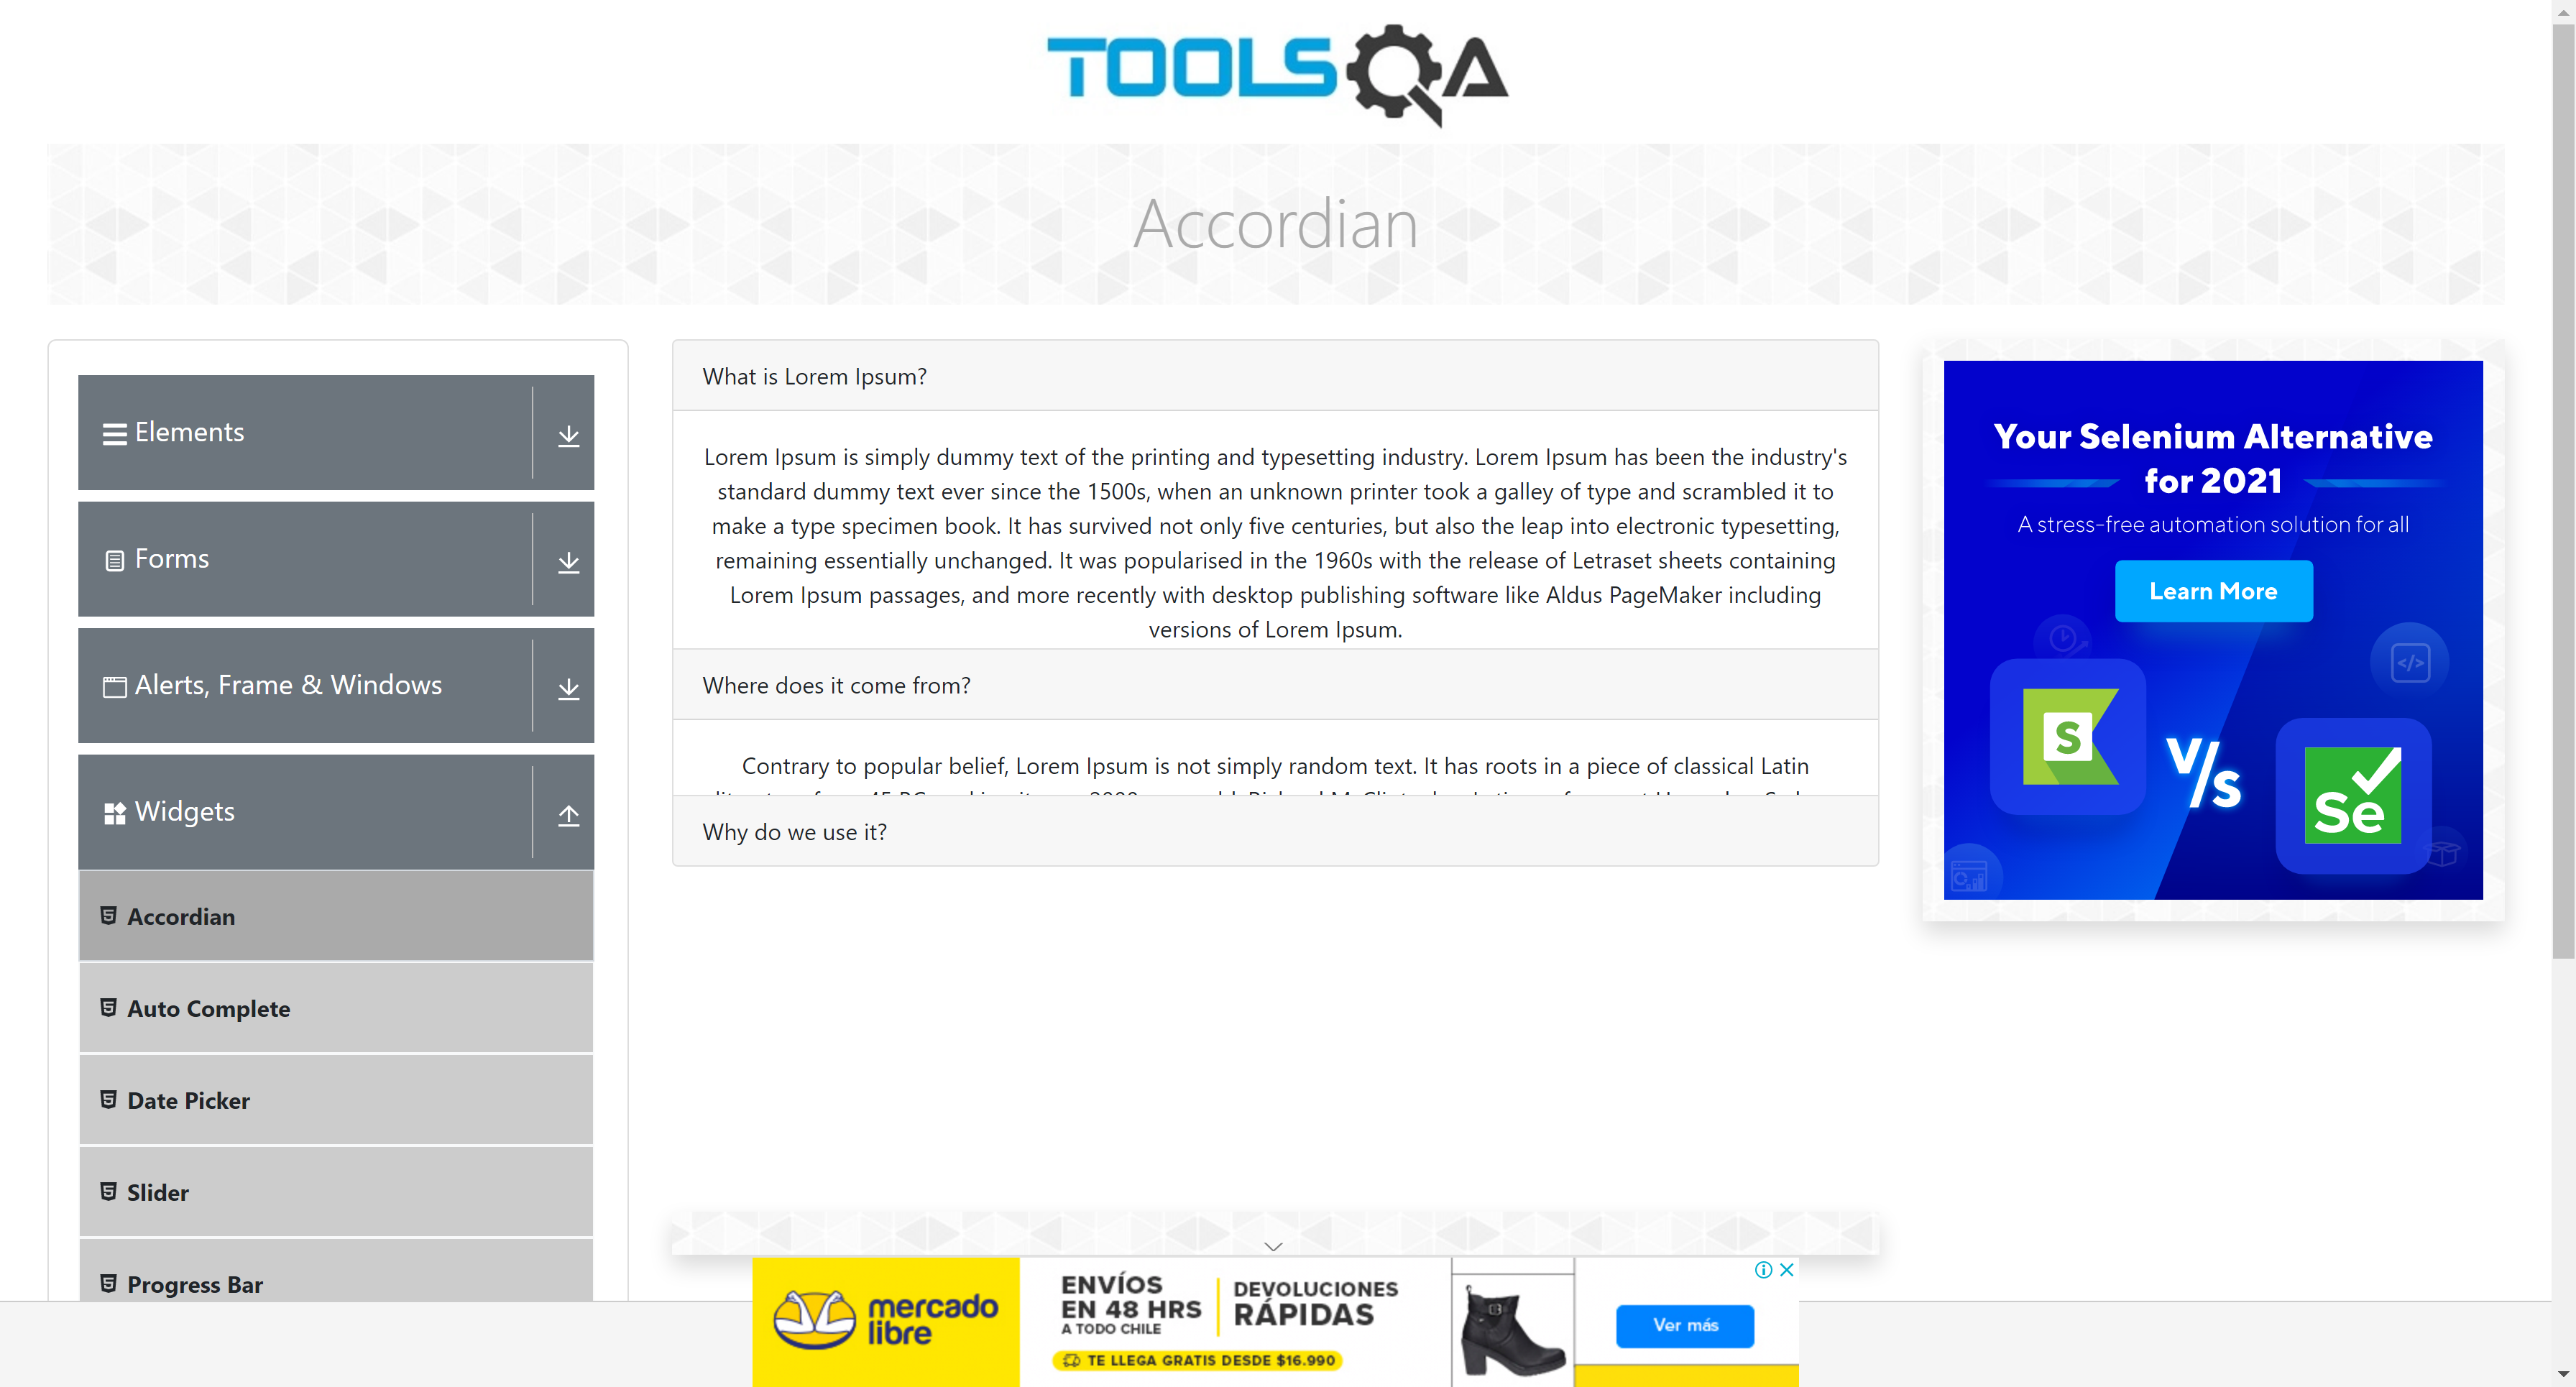 TOOLSQA
Accordian
Elements
Forms
Alerts, Frame & Windows
Widgets
Accordian
Auto Complete
Date Picker
Slider
Progress Bar
What is Lorem Ipsum?
Lorem Ipsum is simply dummy text of the printing and typesetting industry. Lorem Ipsum has been the industry's
standard dummy text ever since the 1500s, when an unknown printer took a galley of type and scrambled it to
make a type specimen book. It has survived not only five centuries, but also the leap into electronic typesetting,
remaining essentially unchanged. It was popularised in the 1960s with the release of Letraset sheets containing
Lorem Ipsum passages, and more recently with desktop publishing software like Aldus PageMaker including
versions of Lorem Ipsum.
Where does it come from?
Contrary to popular belief, Lorem Ipsum is not simply random text. It has roots in a piece of classical Latin
Why do we use it?
Your Selenium Alternative
for 2021
A stress-free automation solution for all
Learn More
S
V/s
Se
</>
mercado
libre
ENVÍOS
EN 48 HRS
A TODO CHILE
DEVOLUCIONES
RÁPIDAS
TE LLEGA GRATIS DESDE $16.990
Ver más